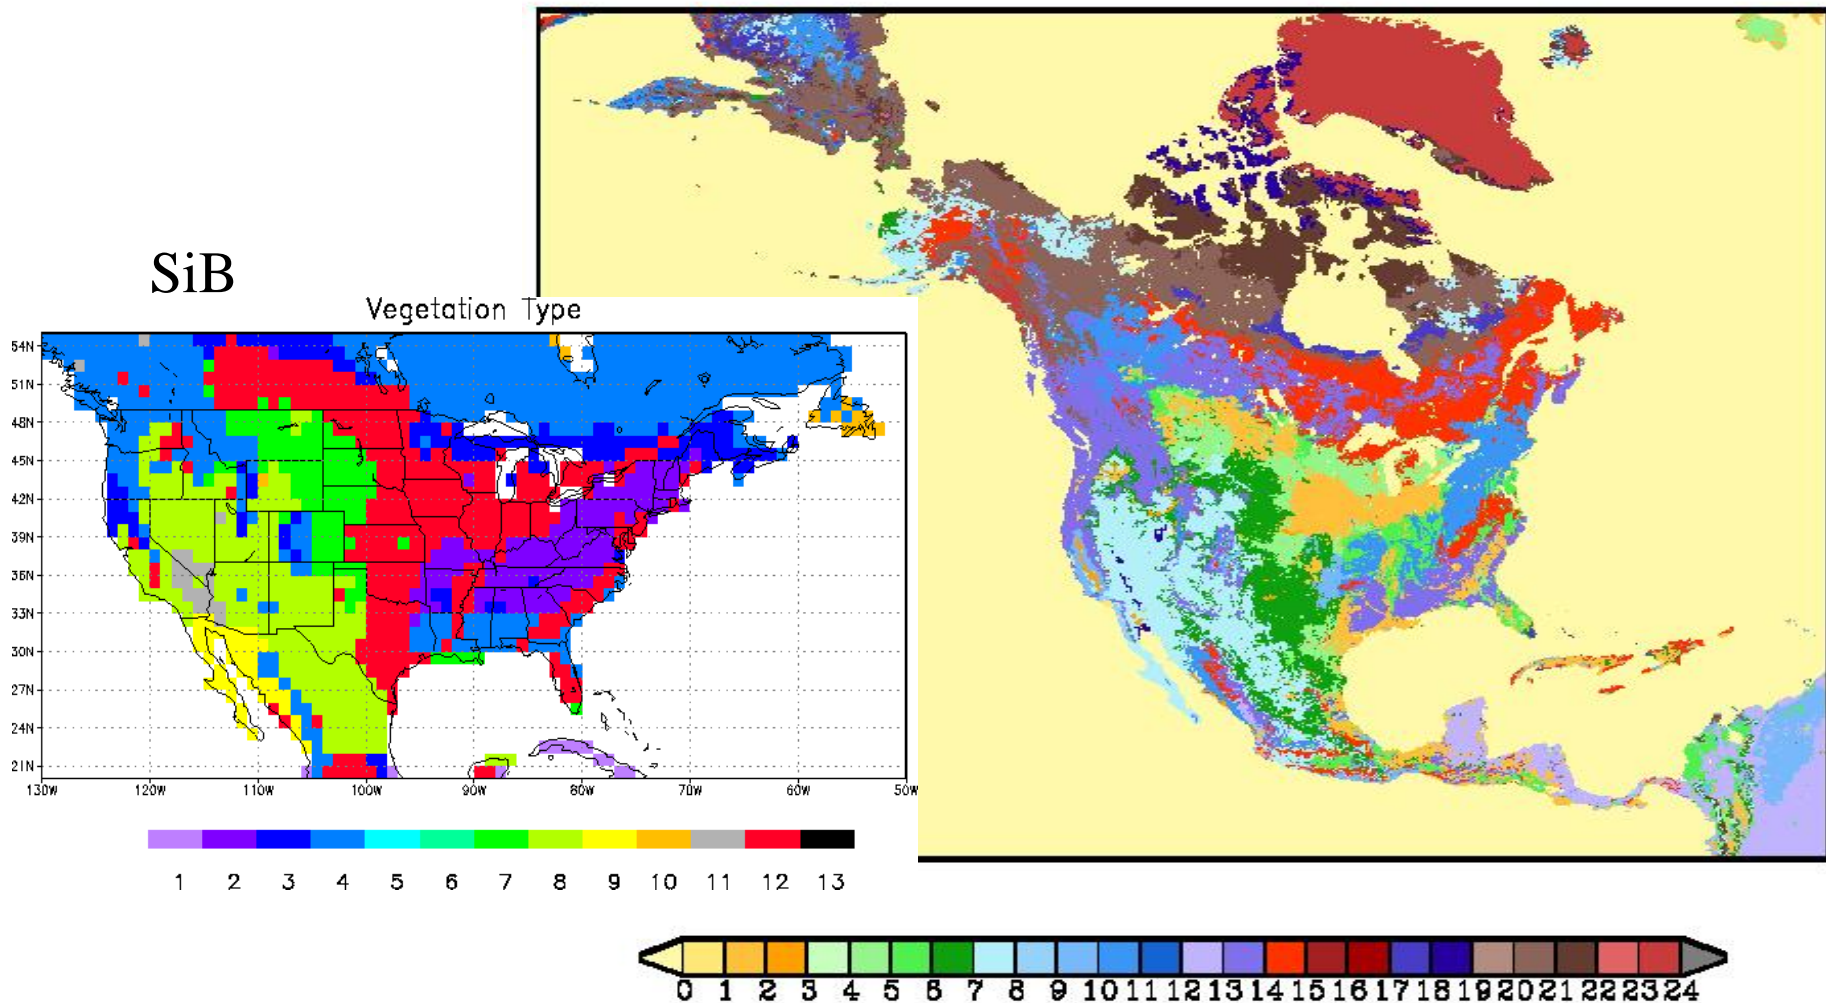 SiB
Vegetation Type
54N
51N
48N
45N
42N
39N
36N
33N
30N
27N
24N
21N
130W 120W 110W 100W 90W 80W 70W 60W 50W
1 2 3 4 5 6 7 8 9 10 11 12 13
0 1 2 3 4 5 6 7 8 9 10 11 12 13 14 15 16 17 18 19 20 21 22 23 24